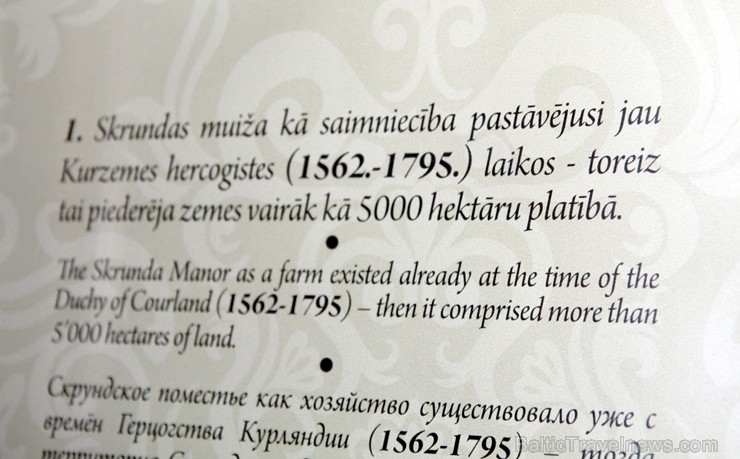 1. Skrundas muiža kā saimniecība pastāvējusi jau
Kurzemes hercogistes (1562.-1795.) laikos - toreiz
tai piederēja zemes vairāk kā 5000 hektāru platībā.
●
The Skrunda Manor as a farm existed already at the time of the
Duchy of Courland (1562-1795) – then it comprised more than
5'000 hectares of land.
●
Скрундское поместье как хозяйство существовало уже с
времён Герцогства Курляндии (1562-1795) – тогда
BalticTravelnews.com